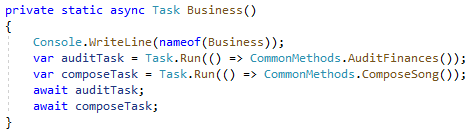 private static async Task Business()
{
    Console.WriteLine(nameof(Business));
    var auditTask = Task.Run(() => CommonMethods.AuditFinances());
    var composeTask = Task.Run(() => CommonMethods.ComposeSong());
    await auditTask;
    await composeTask;
}